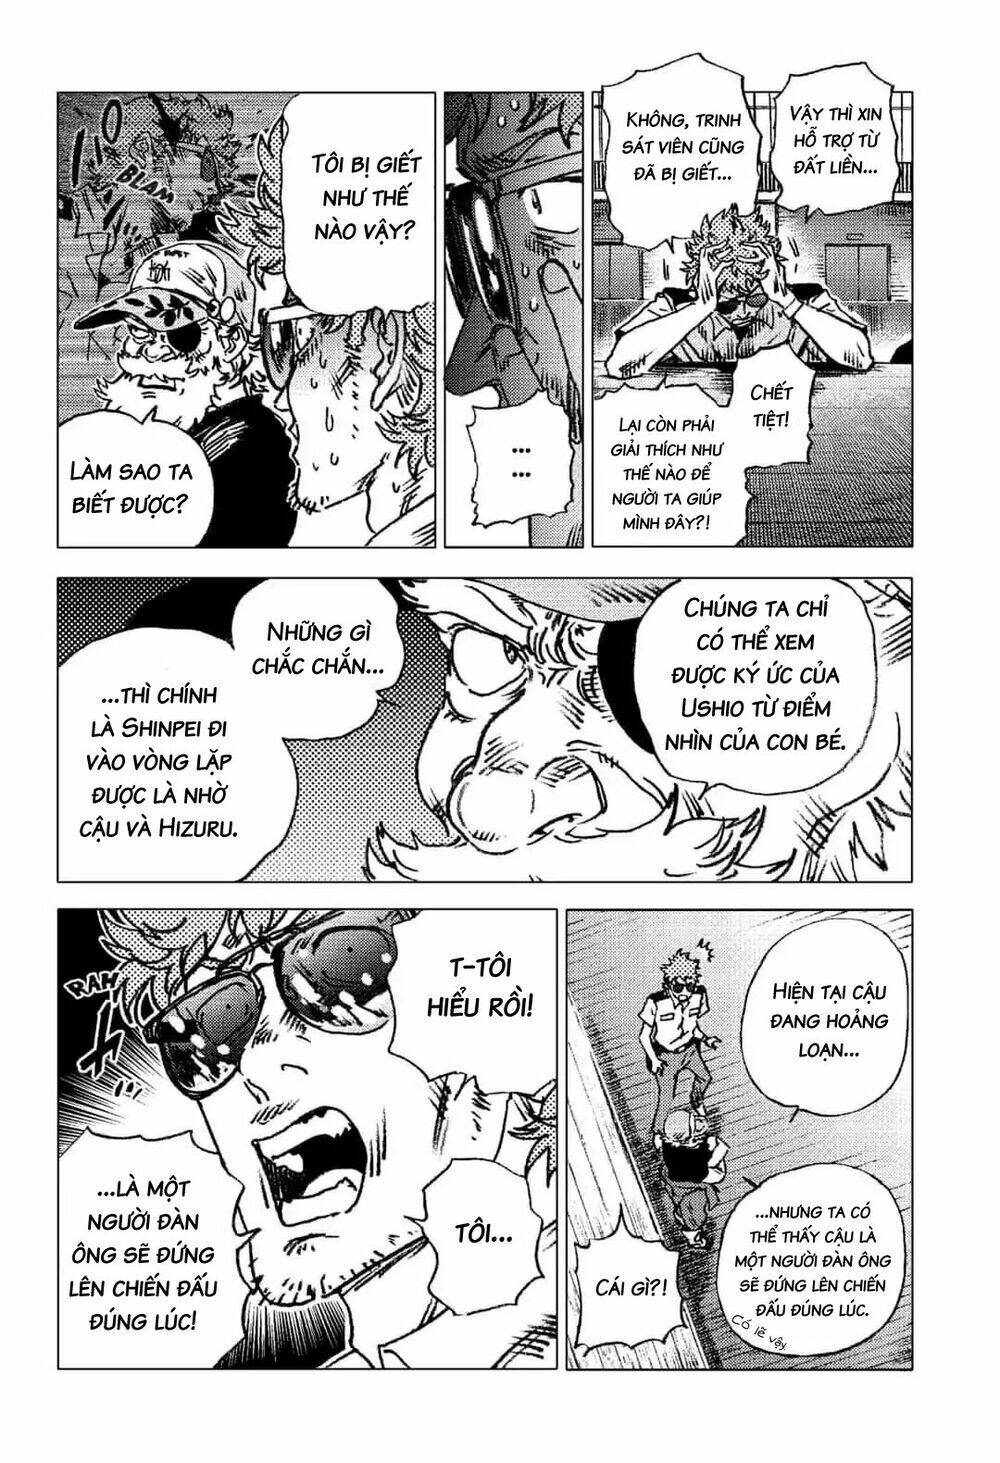 VẬY THÌ XIN
HỖ TRỢ TỪ
ĐẤT LIỀN...
KHÔNG, TRINH
SÁT VIÊN CŨNG
ĐÃ BỊ GIẾT...
CHẾT
TIỆT!
LẠI CÒN PHẢI
GIẢI THÍCH NHƯ
THẾ NÀO ĐỂ
NGƯỜI TA GIÚP
MÌNH ĐÂY?!
...
...
TÔI BỊ GIẾT
NHƯ THẾ
NÀO VẬY?
BLAM
LÀM SAO TA
BIẾT ĐƯỢC?
CHÚNG TA CHỈ
CÓ THỂ XEM
ĐƯỢC KÝ ỨC CỦA
USHIO TỪ ĐIỂM
NHÌN CỦA CON BÉ.
NHỮNG GÌ
CHẮC CHẮN...
...THÌ CHÍNH
LÀ SHINPEI ĐI
VÀO VÒNG LẶP
ĐƯỢC LÀ NHỜ
CẬU VÀ HIZURU.
HIỆN TẠI CẬU
ĐANG HOẢNG
LOẠN...
...NHƯNG TA CÓ
THỂ THẤY CẬU LÀ
MỘT NGƯỜI ĐÀN ÔNG
SẼ ĐỨNG LÊN CHIẾN
ĐẤU ĐÚNG LÚC.
Có lẽ vậy
CÁI GÌ?!
T-TÔI
HIỂU RỒI!
RAM
TÔI...
...LÀ MỘT
NGƯỜI ĐÀN
ÔNG SẼ ĐỨNG
LÊN CHIẾN ĐẤU
ĐÚNG LÚC!